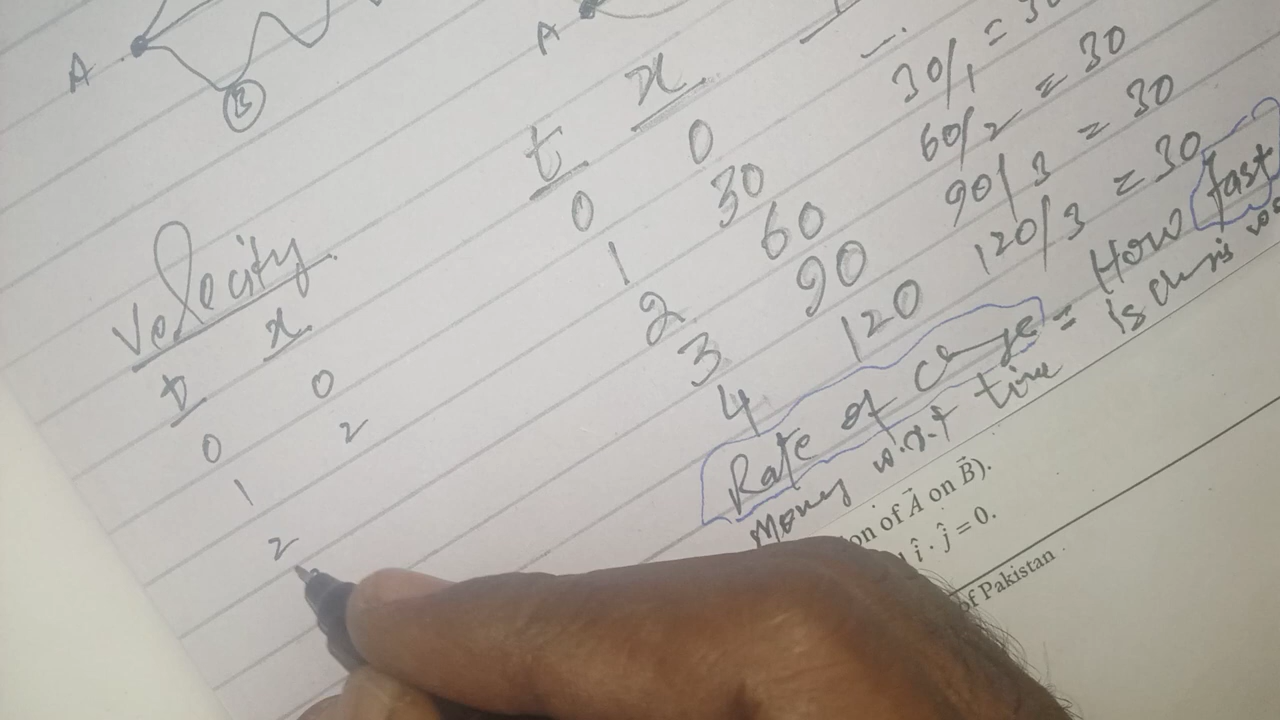 A
B
A
Velocity
t x
0 0
1 2
2
t x
0 0
1 30
2 60
3 90
4 120
30/1 = 30
60/2 = 30
90/3 = 30
120/3 = 30
Rate of change = How fast
money w.r.t time is
on of A⃗ on B⃗).
î . ĵ = 0.
of Pakistan